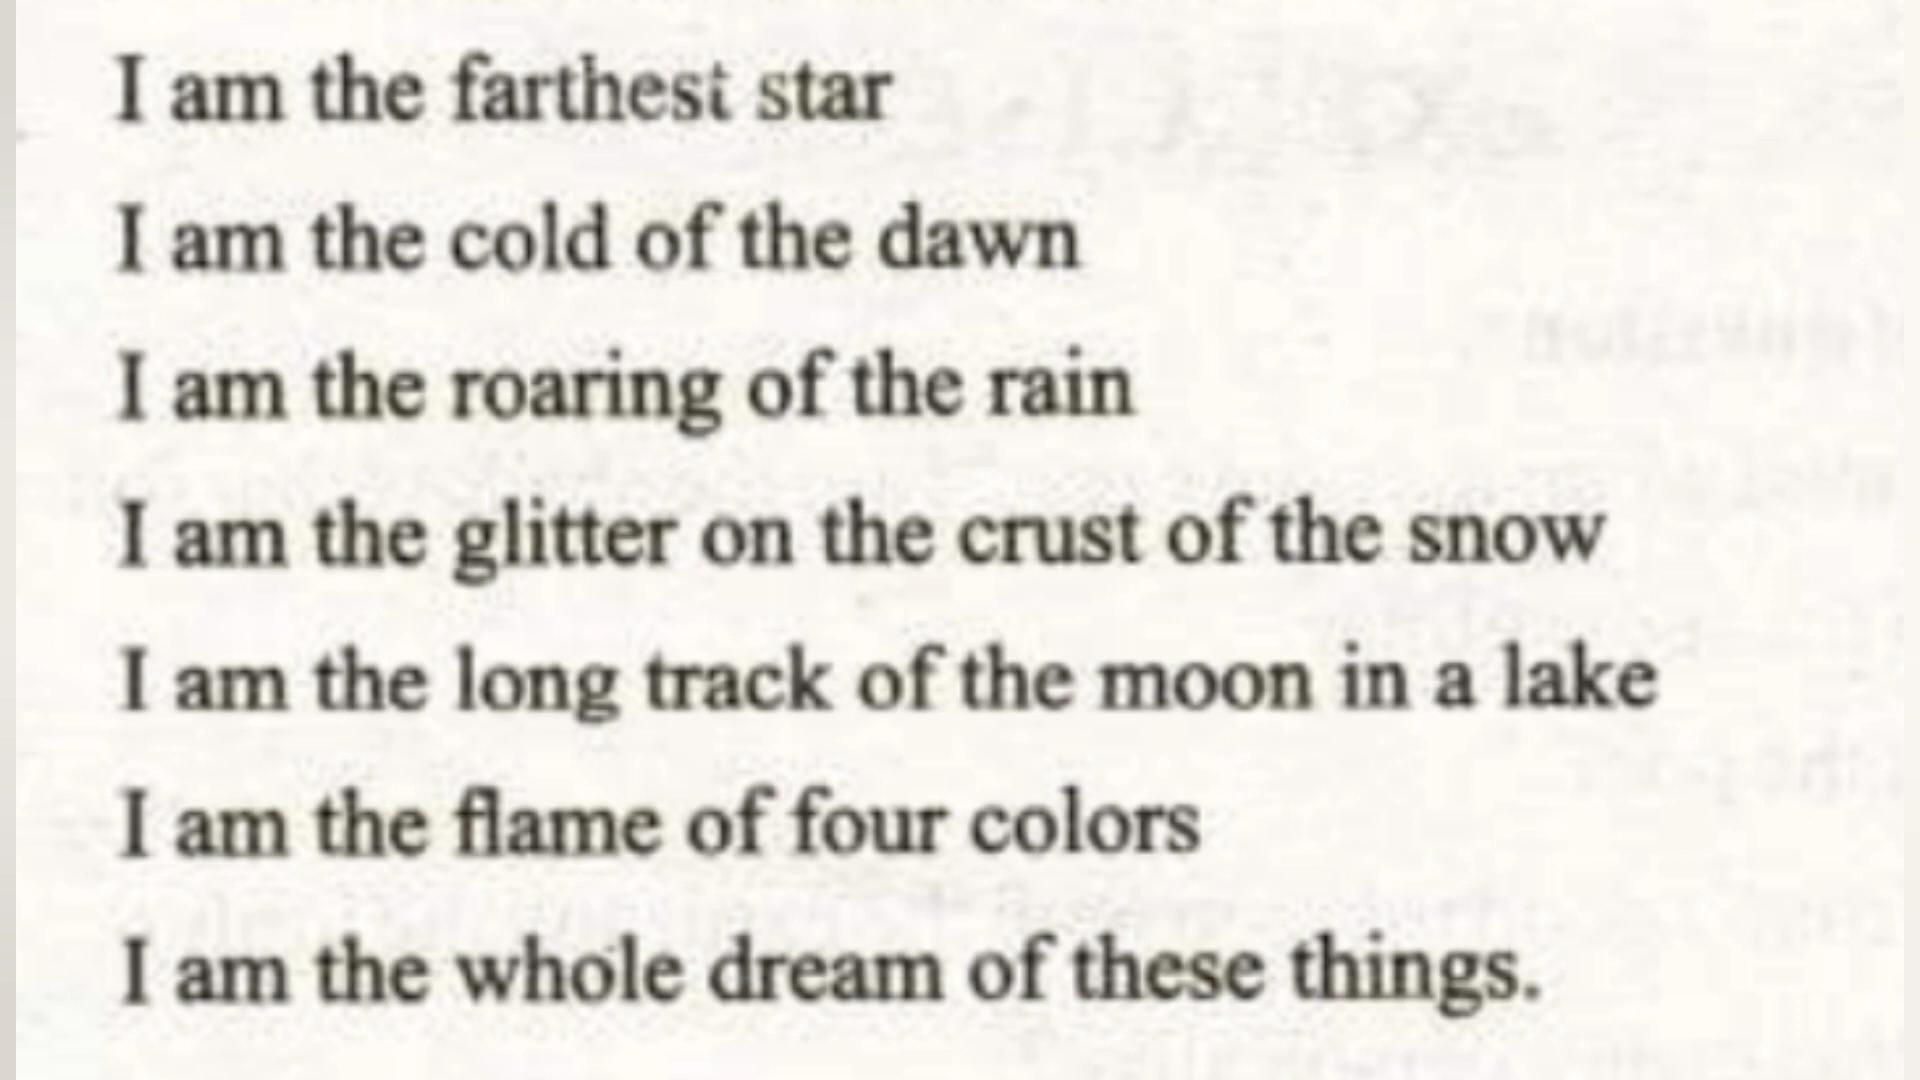 I am the farthest star
I am the cold of the dawn
I am the roaring of the rain
I am the glitter on the crust of the snow
I am the long track of the moon in a lake
I am the flame of four colors
I am the whole dream of these things.